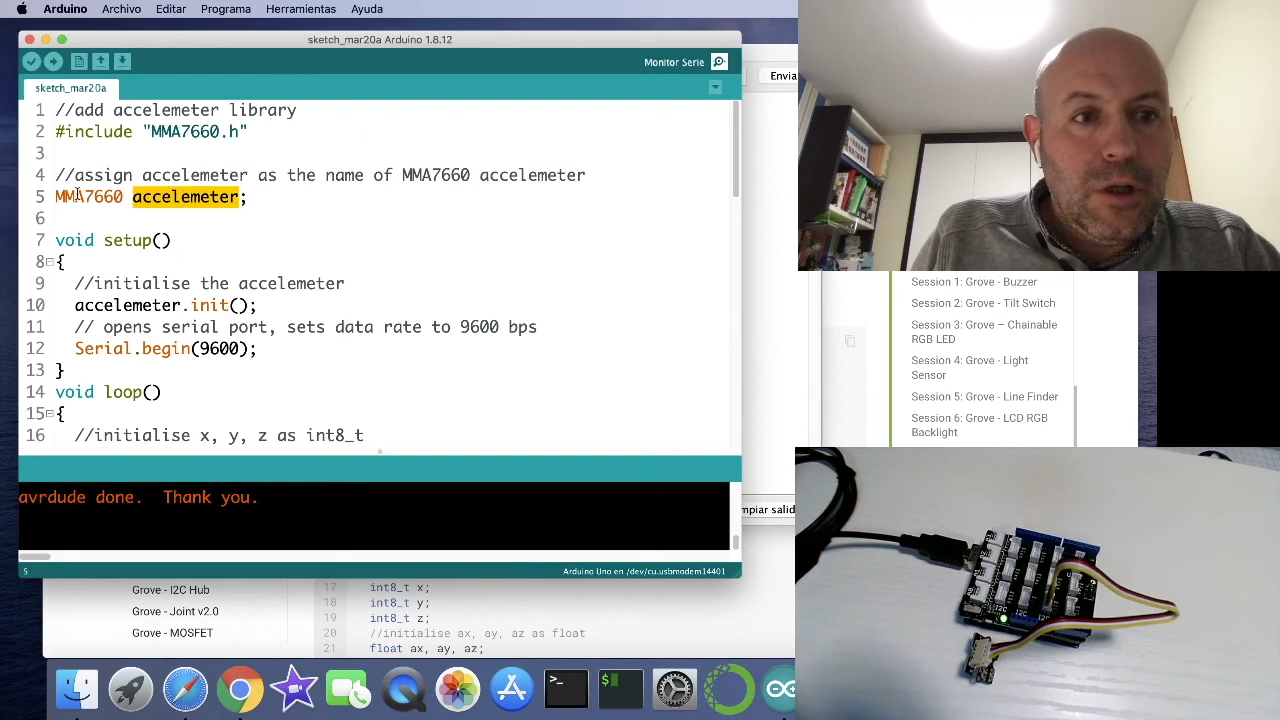 Arduino Archivo Editar Programa Herramientas Ayuda
sketch_mar20a Arduino 1.8.12
Monitor Serie
Envia
sketch_mar20a
1 //add accelemeter library
2 #include "MMA7660.h"
3
4 //assign accelemeter as the name of MMA7660 accelemeter
5 MMA7660 accelemeter;
6
7 void setup()
8 {
9 //initialise the accelemeter
10 accelemeter.init();
11 // opens serial port, sets data rate to 9600 bps
12 Serial.begin(9600);
13 }
14 void loop()
15 {
16 //initialise x, y, z as int8_t
avrdude done. Thank you.
5
Arduino Uno en /dev/cu.usbmodem14401
mpiar salid
Session 1: Grove - Buzzer
Session 2: Grove - Tilt Switch
Session 3: Grove – Chainable
RGB LED
Session 4: Grove - Light
Sensor
Session 5: Grove - Line Finder
Session 6: Grove - LCD RGB
Backlight
Grove - I2C Hub
Grove - Joint v2.0
Grove - MOSFET
17 int8_t x;
18 int8_t y;
19 int8_t z;
20 //initialise ax, ay, az as float
21 float ax, ay, az;
I2C
I2C